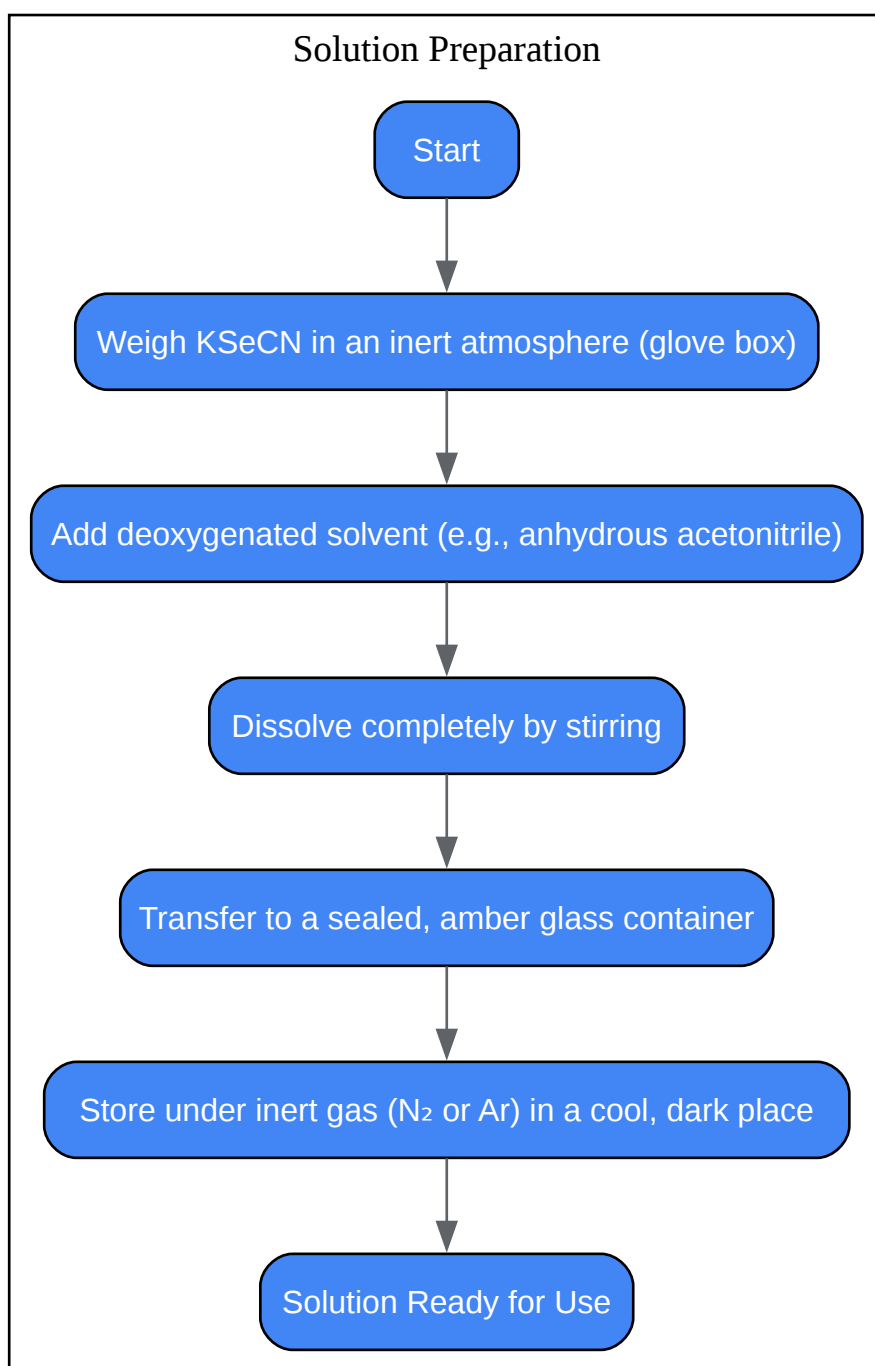 Solution Preparation
Start
Weigh KSeCN in an inert atmosphere (glove box)
Add deoxygenated solvent (e.g., anhydrous acetonitrile)
Dissolve completely by stirring
Transfer to a sealed, amber glass container
Store under inert gas (N₂ or Ar) in a cool, dark place
Solution Ready for Use